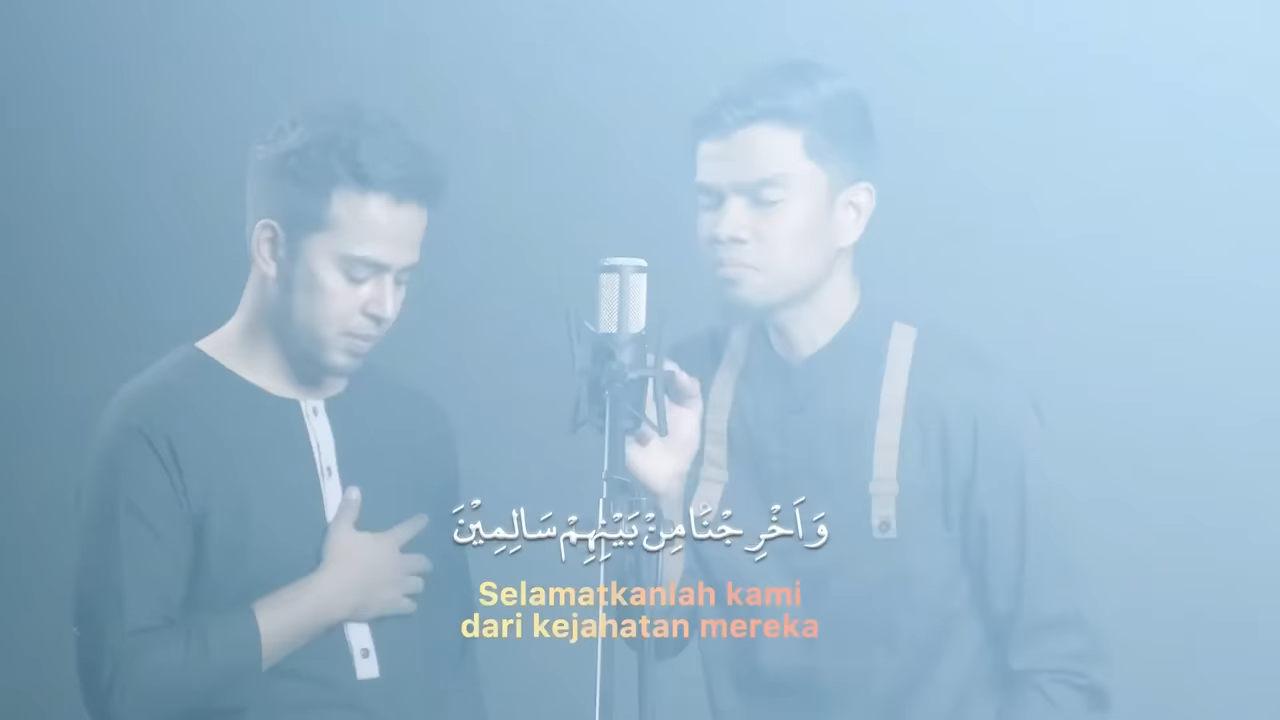 وَاَخْرِجْنَا مِنْ بَيْنِهِمْ سَالِمِيْنَ
Selamatkanlah kami
dari kejahatan mereka